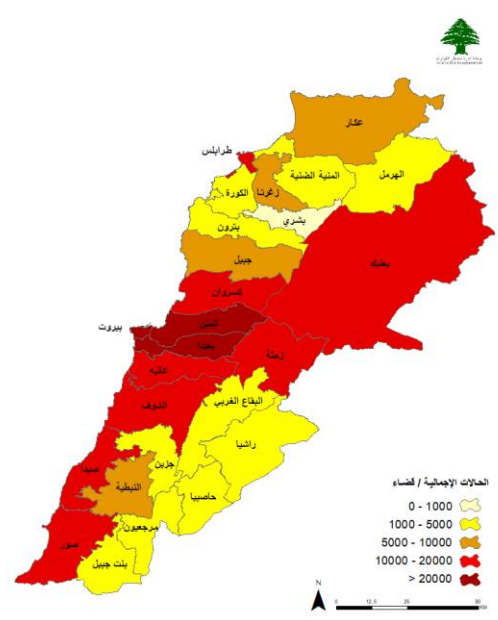 عكار
طرابلس
المنية الضنية
الهرمل
زغرتا
الكورة
بشري
بترون
جبيل
بعلبك
كسروان
المتن
بيروت
بعبدا
زحلة
عاليه
الشوف
البقاع الغربي
راشيا
صيدا
جزين
النبطية
حاصبيا
مرجعيون
صور
بنت جبيل
الحالات الإجمالية / قضاء
0 - 1000
1000 - 5000
5000 - 10000
10000 - 20000
> 20000
N
0 12.5 25 50
KM